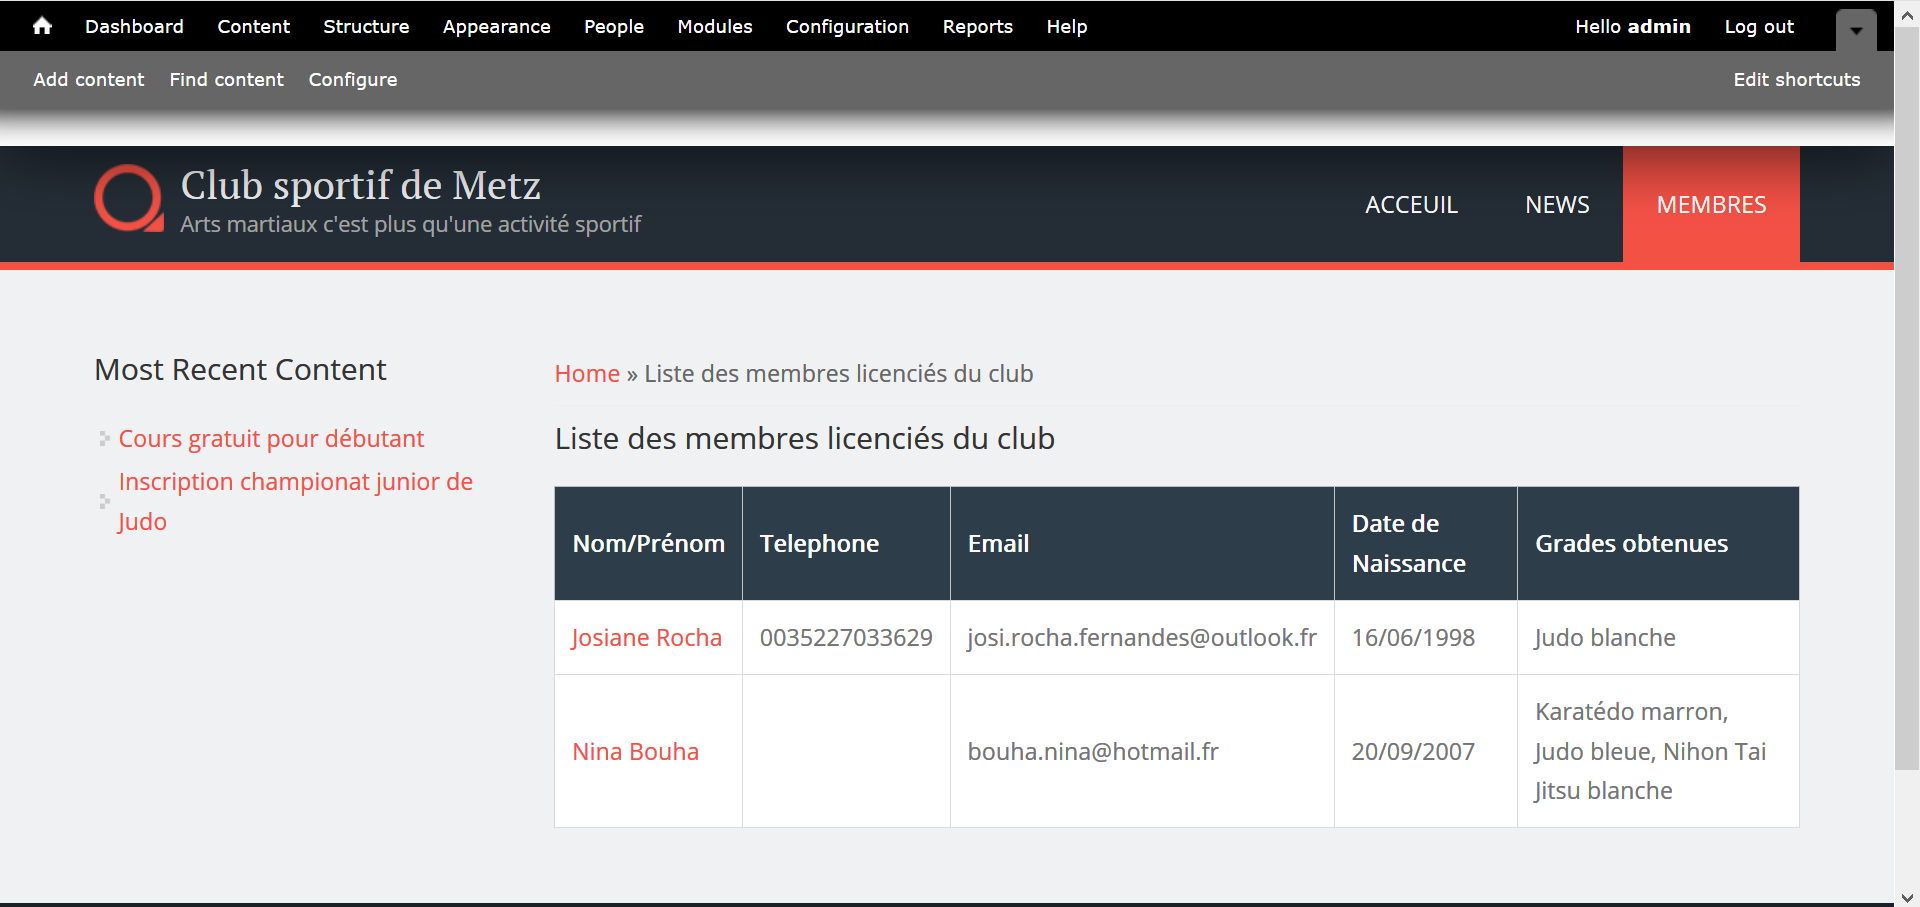 Dashboard Content Structure Appearance People Modules Configuration Reports Help Hello admin Log out
Add content Find content Configure Edit shortcuts
Club sportif de Metz
Arts martiaux c'est plus qu'une activité sportif
ACCEUIL NEWS MEMBRES
Most Recent Content
Cours gratuit pour débutant
Inscription championat junior de
Judo
Home » Liste des membres licenciés du club
Liste des membres licenciés du club
Nom/Prénom Telephone Email Date de Naissance Grades obtenues
Josiane Rocha 0035227033629 josi.rocha.fernandes@outlook.fr 16/06/1998 Judo blanche
Nina Bouha bouha.nina@hotmail.fr 20/09/2007 Karatédo marron,
Judo bleue, Nihon Tai
Jitsu blanche